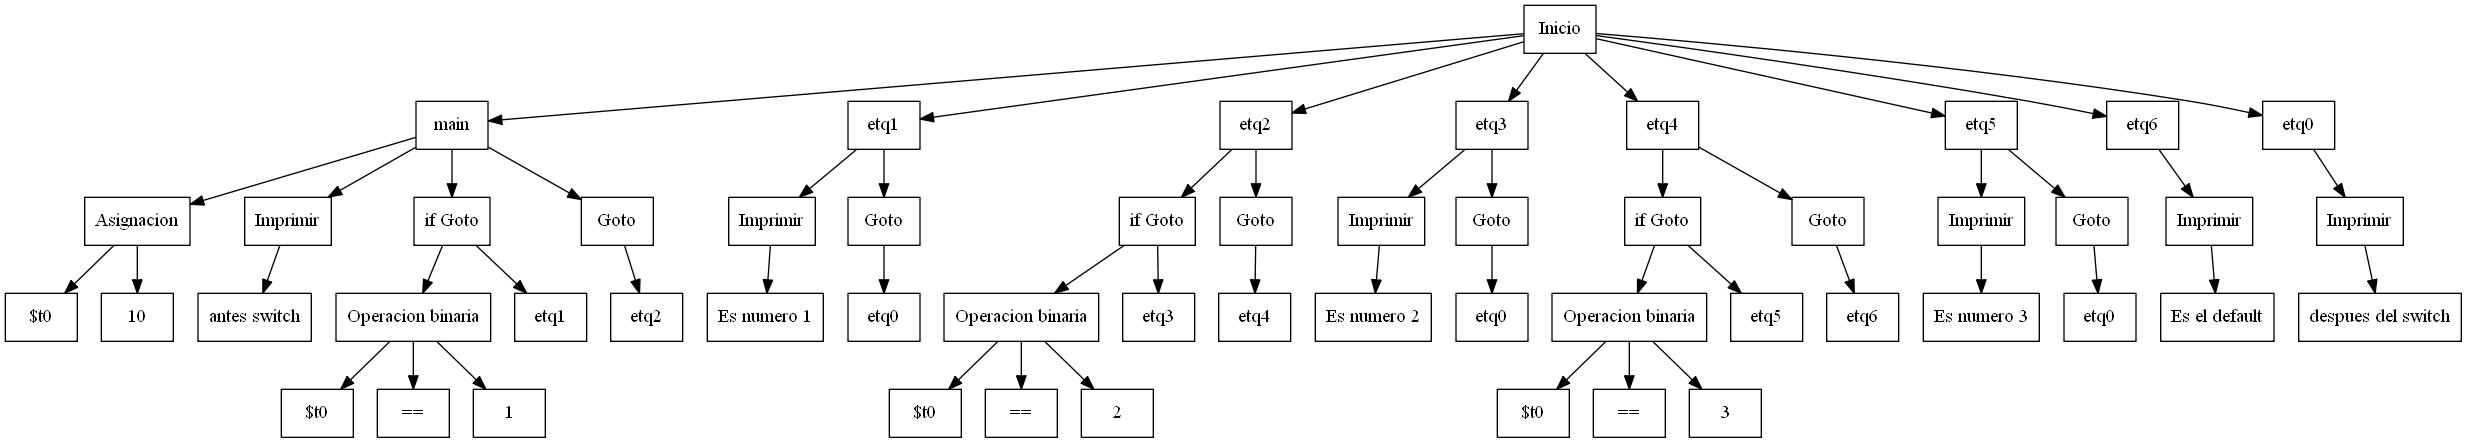 Inicio
main
etq1
etq2
etq3
etq4
etq5
etq6
etq0
Asignacion
Imprimir
if Goto
Goto
Imprimir
Goto
if Goto
Goto
Imprimir
Goto
if Goto
Goto
Imprimir
Goto
Imprimir
Imprimir
$t0
10
antes switch
Operacion binaria
etq1
etq2
Es numero 1
etq0
Operacion binaria
etq3
etq4
Es numero 2
etq0
Operacion binaria
etq5
etq6
Es numero 3
etq0
Es el default
despues del switch
$t0
==
1
$t0
==
2
$t0
==
3